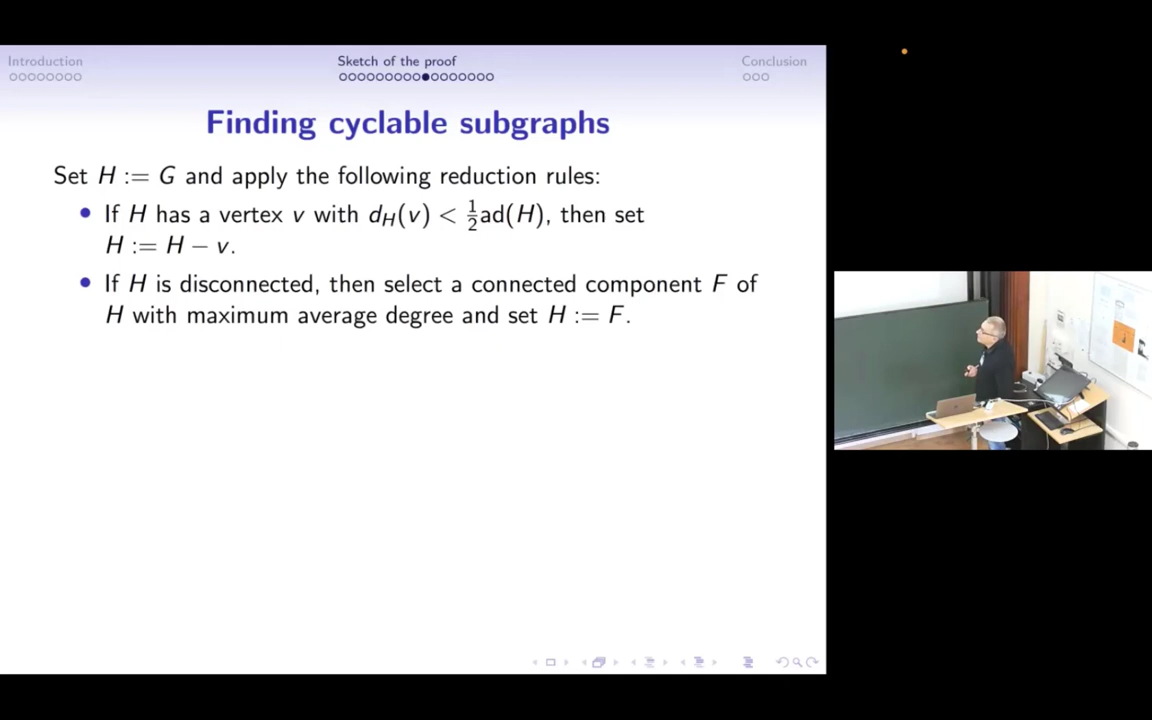 Introduction
Sketch of the proof
Conclusion
Finding cyclable subgraphs
Set H := G and apply the following reduction rules:
• If H has a vertex v with d_H(v) < ½ad(H), then set
H := H − v.
• If H is disconnected, then select a connected component F of
H with maximum average degree and set H := F.